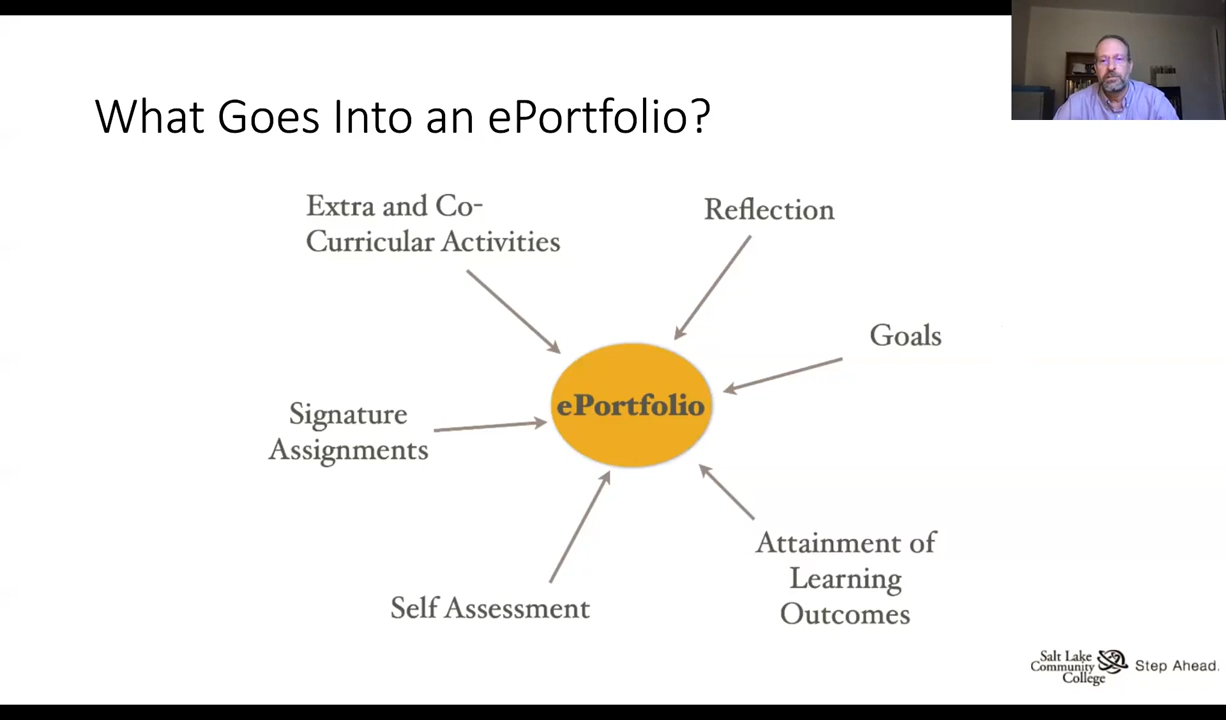 What Goes Into an ePortfolio?
Extra and Co-
Curricular Activities
Reflection
Goals
ePortfolio
Signature
Assignments
Attainment of
Learning
Outcomes
Self Assessment
Salt Lake
Community
College
Step Ahead.